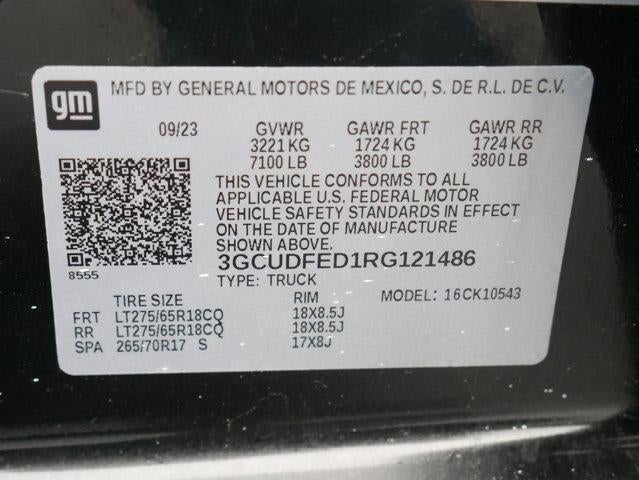 gm MFD BY GENERAL MOTORS DE MEXICO, S. DE R.L. DE C.V.
09/23 GVWR GAWR FRT GAWR RR
3221 KG 1724 KG 1724 KG
7100 LB 3800 LB 3800 LB
THIS VEHICLE CONFORMS TO ALL
APPLICABLE U.S. FEDERAL MOTOR
VEHICLE SAFETY STANDARDS IN EFFECT
ON THE DATE OF MANUFACTURE
SHOWN ABOVE.
8555
3GCUDFED1RG121486
TYPE: TRUCK
TIRE SIZE RIM MODEL: 16CK10543
FRT LT275/65R18CQ 18X8.5J
RR LT275/65R18CQ 18X8.5J
SPA 265/70R17 S 17X8J